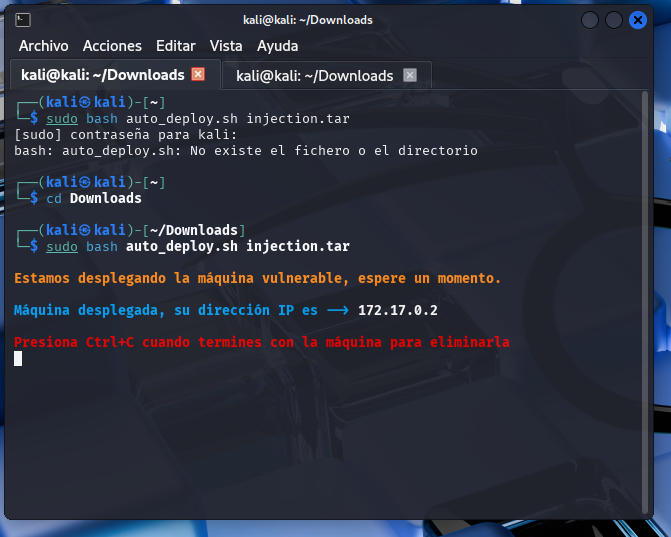 kali@kali: ~/Downloads
Archivo Acciones Editar Vista Ayuda
kali@kali: ~/Downloads kali@kali: ~/Downloads
┌──(kali㉿kali)-[~]
└─$ sudo bash auto_deploy.sh injection.tar
[sudo] contraseña para kali:
bash: auto_deploy.sh: No existe el fichero o el directorio
┌──(kali㉿kali)-[~]
└─$ cd Downloads
┌──(kali㉿kali)-[~/Downloads]
└─$ sudo bash auto_deploy.sh injection.tar
Estamos desplegando la máquina vulnerable, espere un momento.
Máquina desplegada, su dirección IP es --> 172.17.0.2
Presiona Ctrl+C cuando termines con la máquina para eliminarla